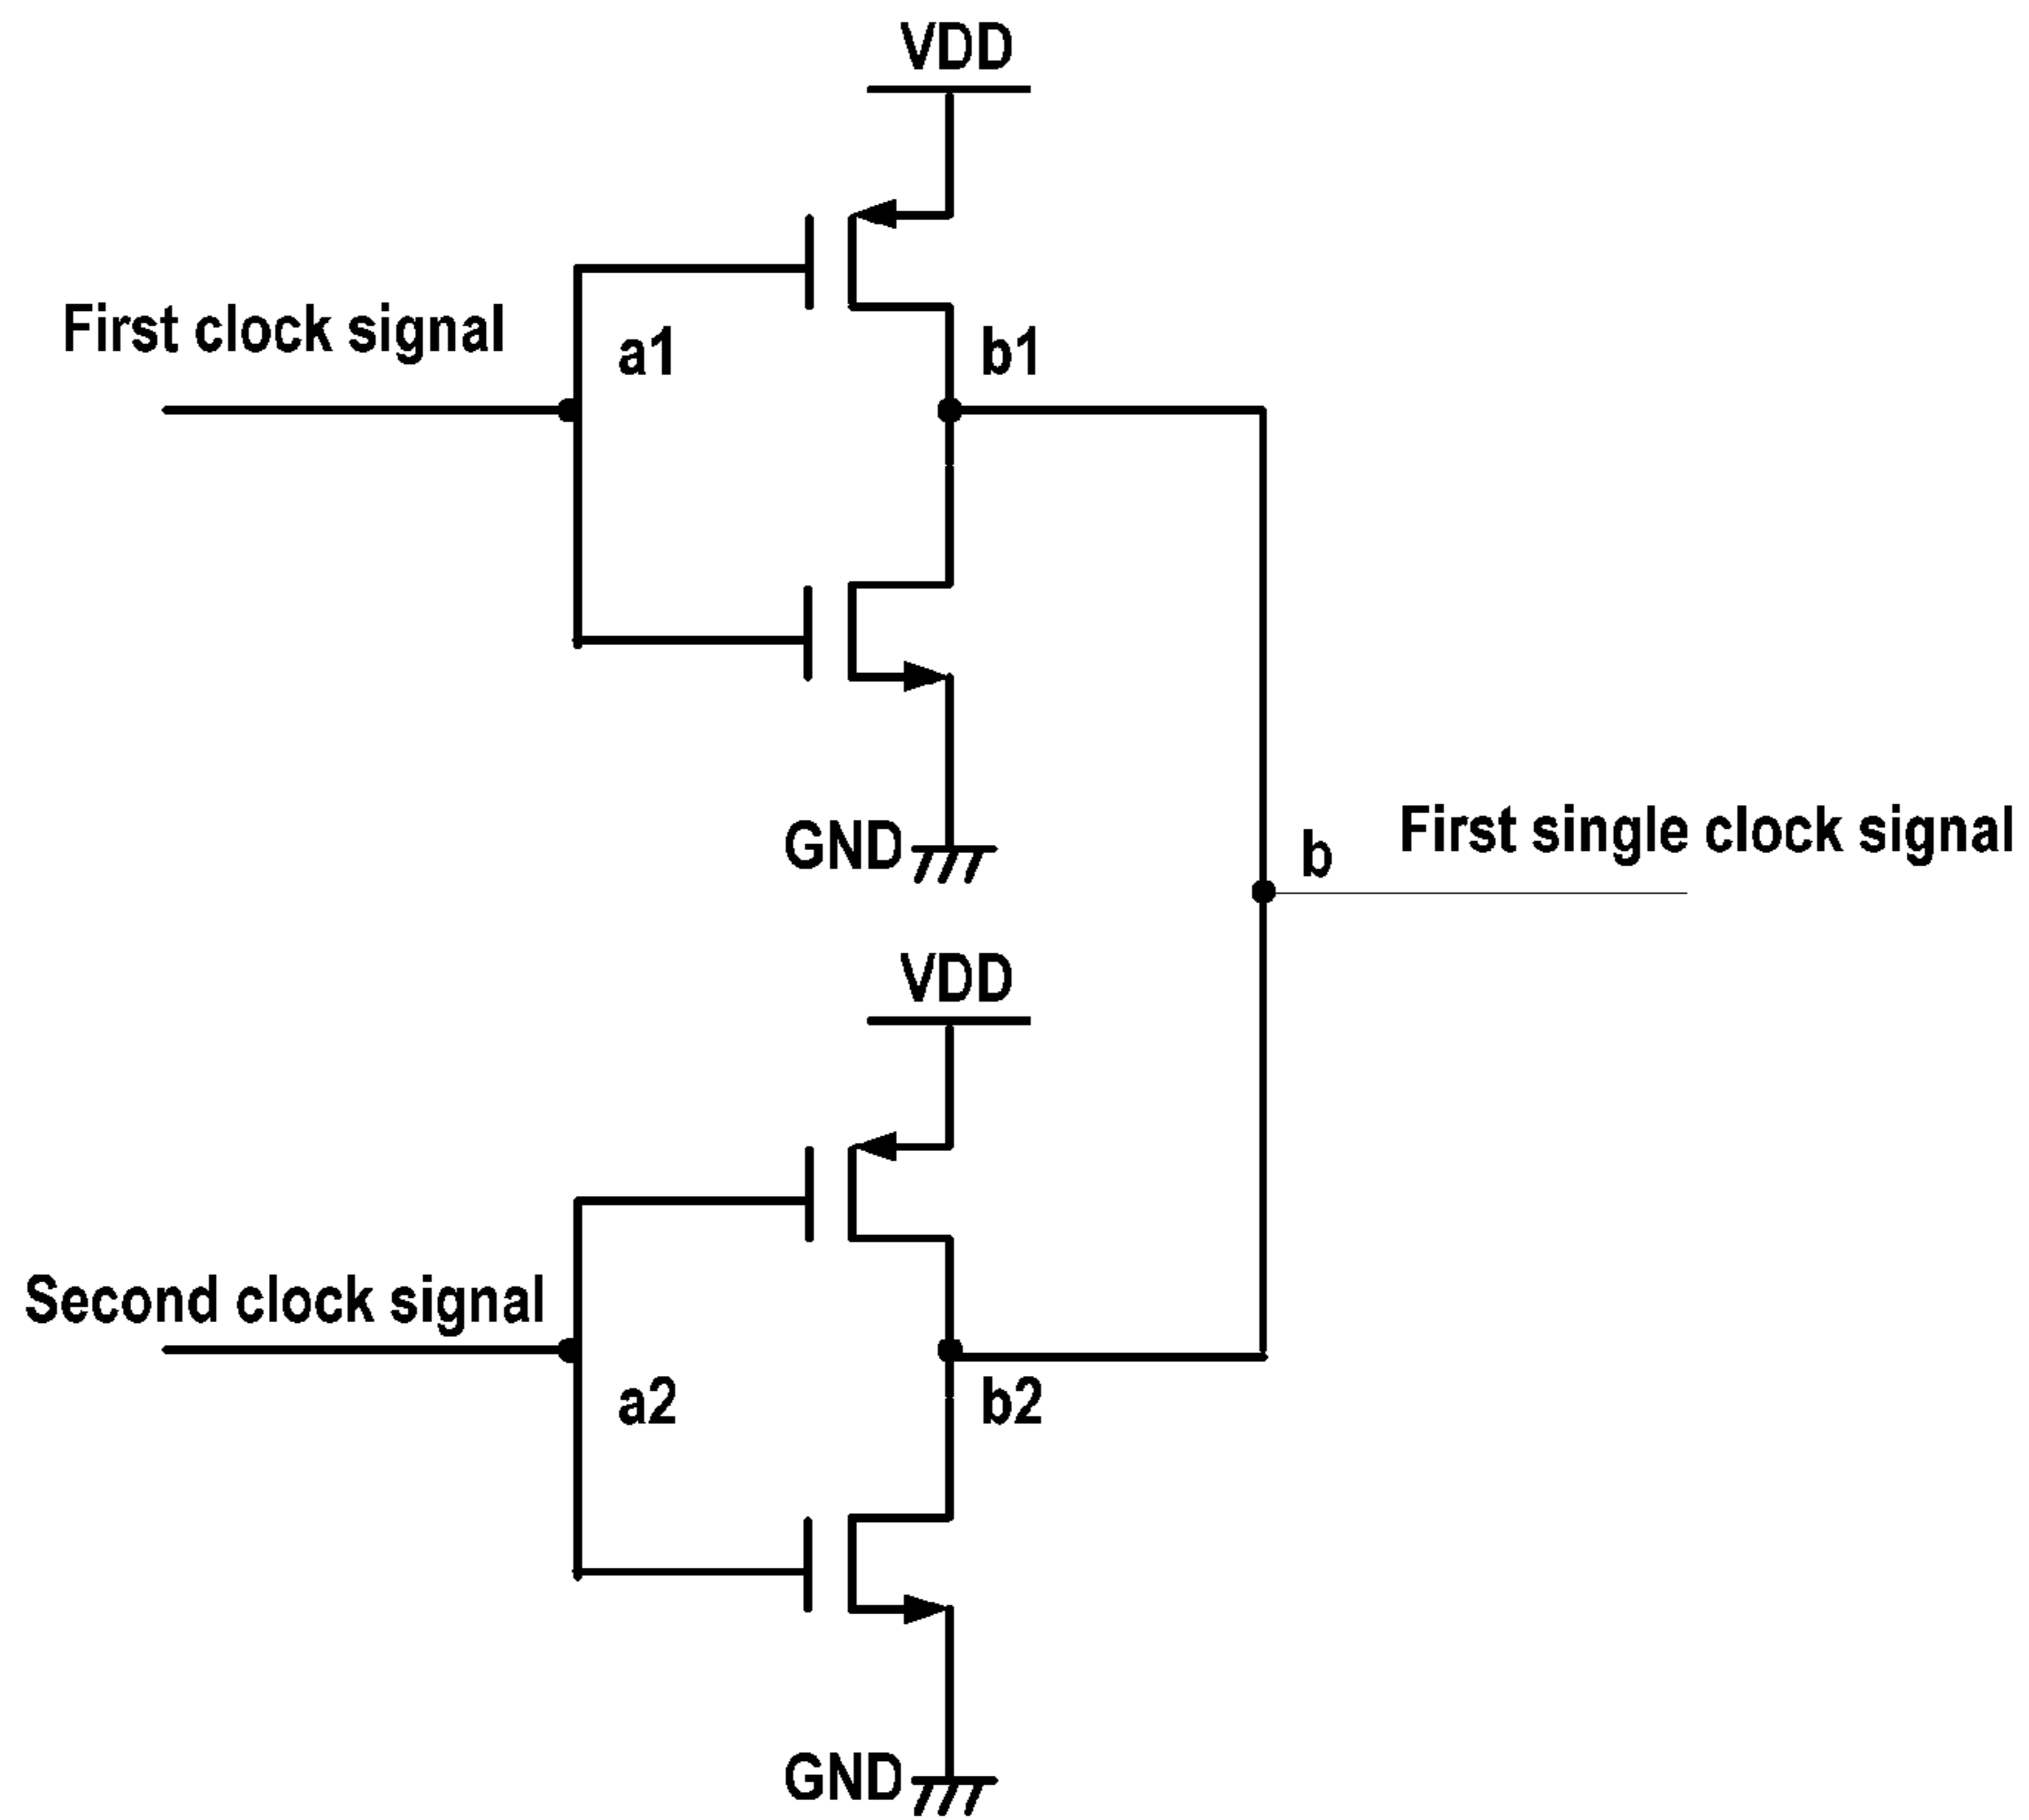 VDD
First clock signal
a1
b1
GND
b
First single clock signal
VDD
Second clock signal
a2
b2
GND